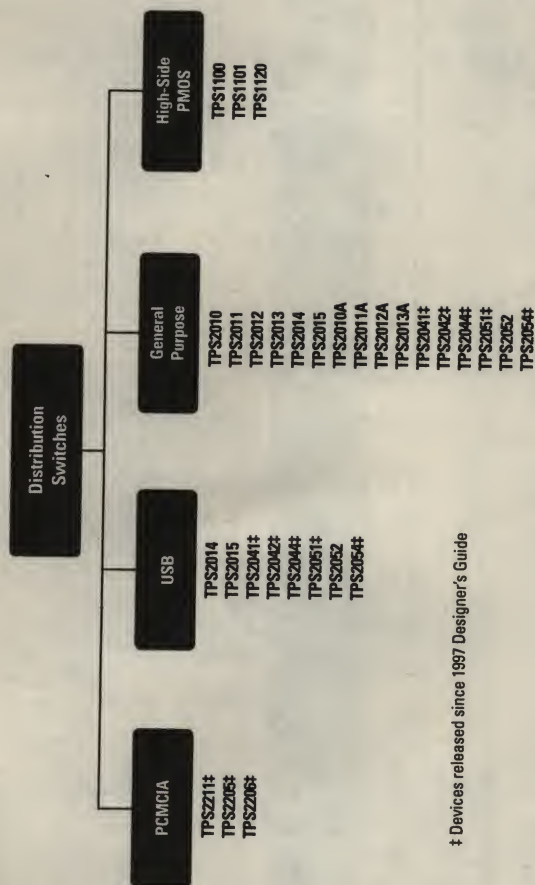 Distribution
Switches
PCMCIA
TPS2211‡
TPS2205‡
TPS2206‡
USB
TPS2014
TPS2015
TPS2041‡
TPS2042‡
TPS2044‡
TPS2051‡
TPS2052
TPS2054‡
General
Purpose
TPS2010
TPS2011
TPS2012
TPS2013
TPS2014
TPS2015
TPS2010A
TPS2011A
TPS2012A
TPS2013A
TPS2041‡
TPS2042‡
TPS2044‡
TPS2051‡
TPS2052
TPS2054‡
High-Side
PMOS
TPS1100
TPS1101
TPS1120
‡ Devices released since 1997 Designer's Guide